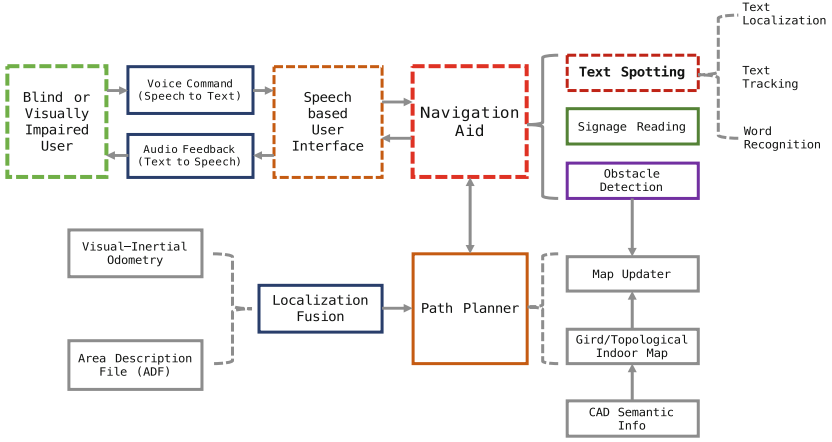 Text
Localization
Text
Tracking
Word
Recognition
Blind or
Visually
Impaired
User
Voice Command
(Speech to Text)
Audio Feedback
(Text to Speech)
Speech
based
User
Interface
Navigation
Aid
Text Spotting
Signage Reading
Obstacle
Detection
Visual—Inertial
Odometry
Area Description
File (ADF)
Localization
Fusion
Path Planner
Map Updater
Gird/Topological
Indoor Map
CAD Semantic
Info